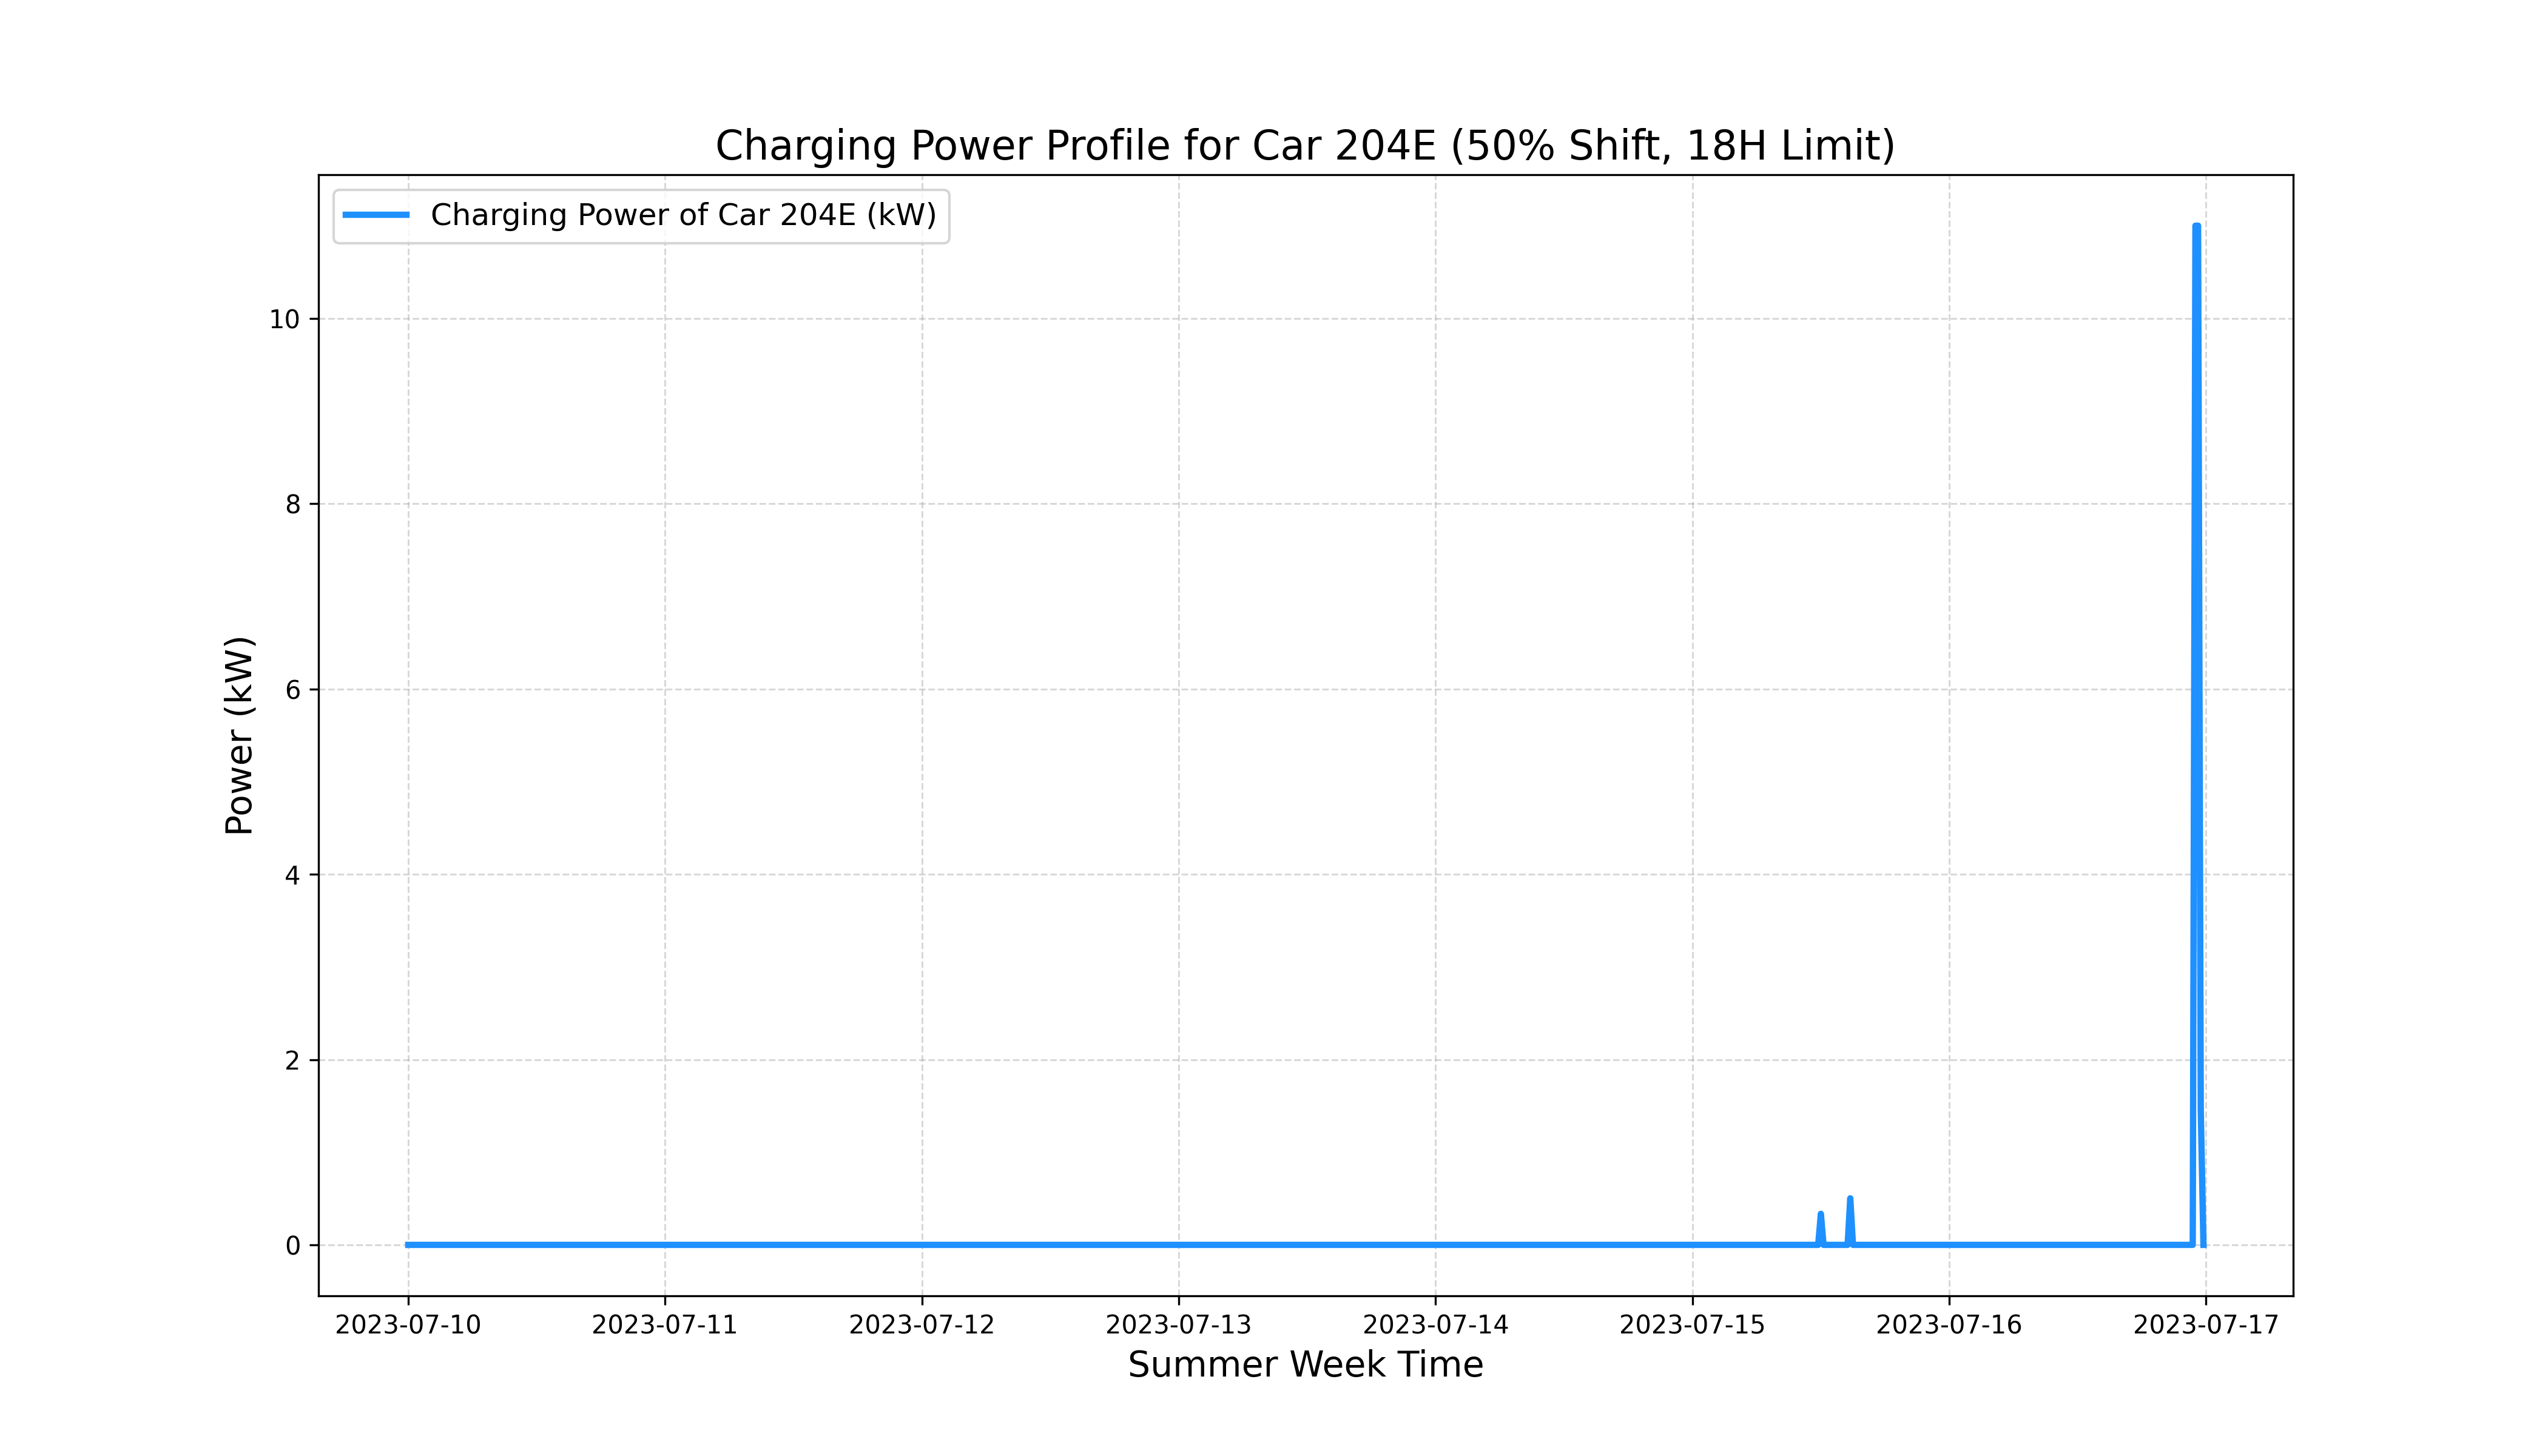 Charging Power Profile for Car 204E (50% Shift, 18H Limit)
Charging Power of Car 204E (kW)
Power (kW)
10
8
6
4
2
0
2023-07-10 2023-07-11 2023-07-12 2023-07-13 2023-07-14 2023-07-15 2023-07-16 2023-07-17
Summer Week Time